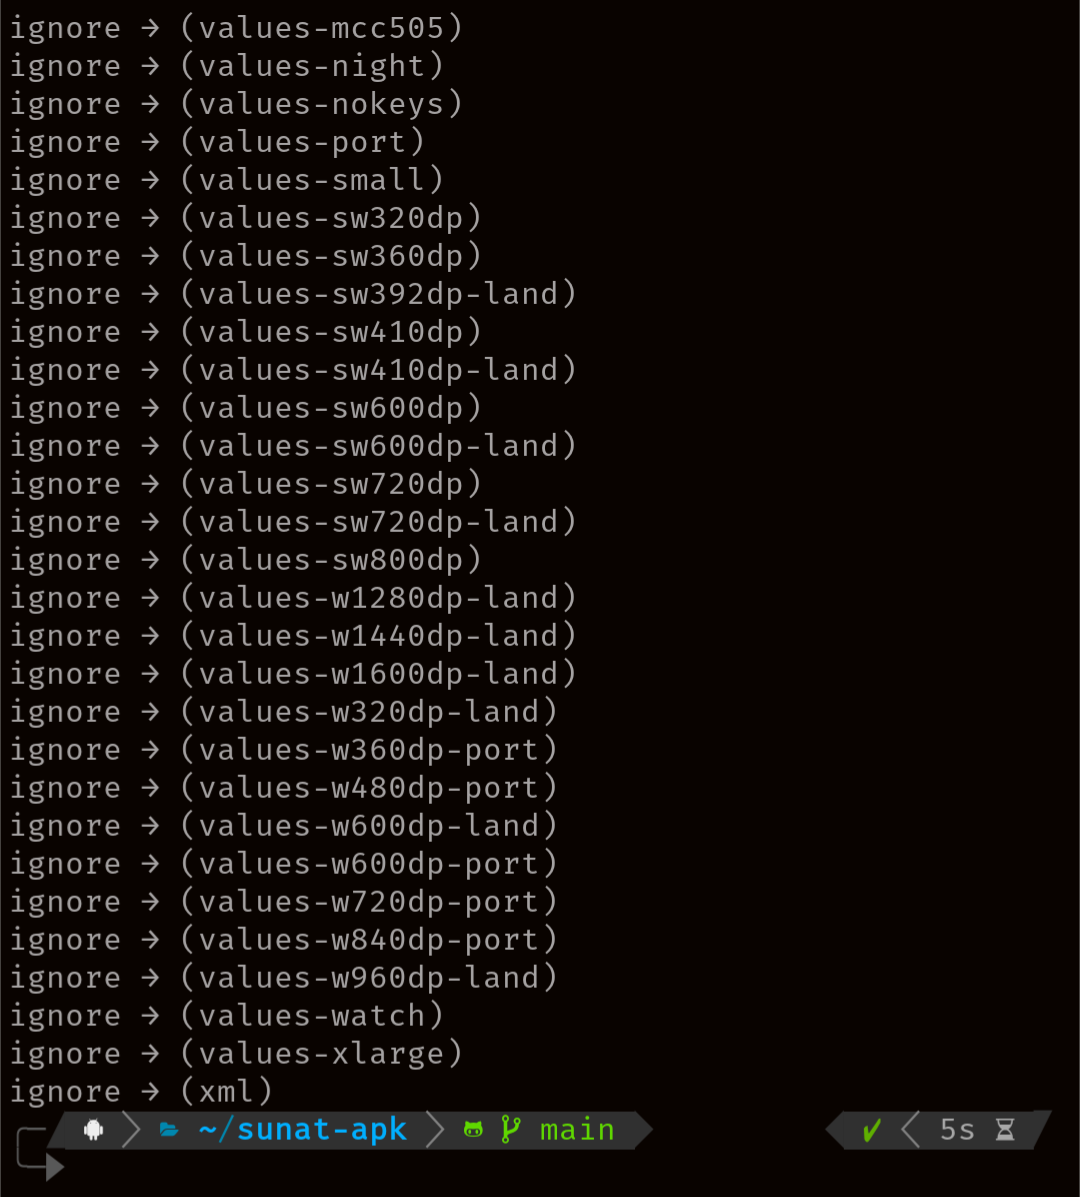 ignore → (values-mcc505)
ignore → (values-night)
ignore → (values-nokeys)
ignore → (values-port)
ignore → (values-small)
ignore → (values-sw320dp)
ignore → (values-sw360dp)
ignore → (values-sw392dp-land)
ignore → (values-sw410dp)
ignore → (values-sw410dp-land)
ignore → (values-sw600dp)
ignore → (values-sw600dp-land)
ignore → (values-sw720dp)
ignore → (values-sw720dp-land)
ignore → (values-sw800dp)
ignore → (values-w1280dp-land)
ignore → (values-w1440dp-land)
ignore → (values-w1600dp-land)
ignore → (values-w320dp-land)
ignore → (values-w360dp-port)
ignore → (values-w480dp-port)
ignore → (values-w600dp-land)
ignore → (values-w600dp-port)
ignore → (values-w720dp-port)
ignore → (values-w840dp-port)
ignore → (values-w960dp-land)
ignore → (values-watch)
ignore → (values-xlarge)
ignore → (xml)
~/sunat-apk main ✔ 5s